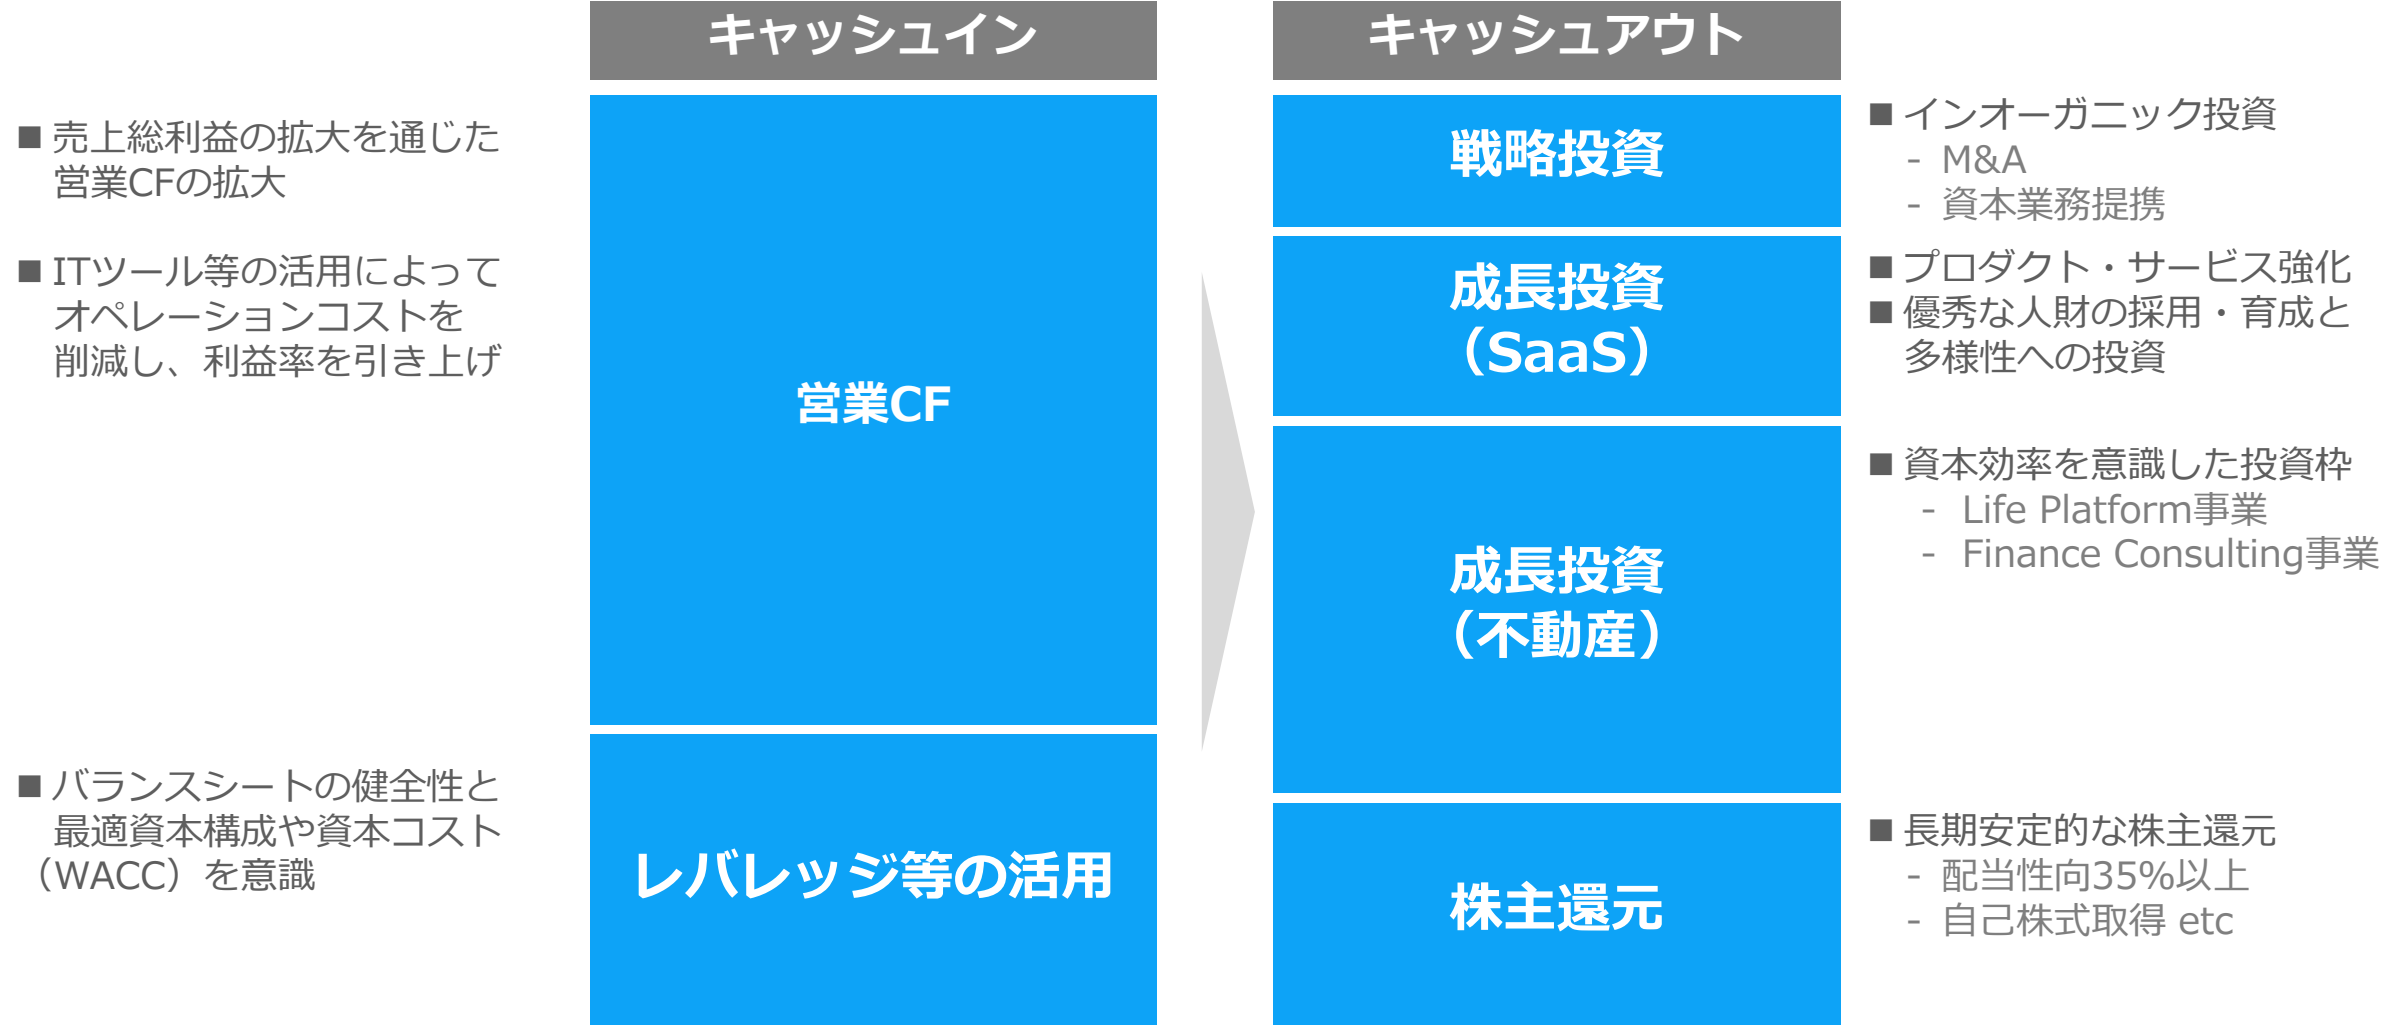 キャッシュイン
キャッシュアウト
■ 売上総利益の拡大を通じた
営業CFの拡大
■ ITツール等の活用によって
オペレーションコストを
削減し、利益率を引き上げ
■ バランスシートの健全性と
最適資本構成や資本コスト
（WACC）を意識
営業CF
レバレッジ等の活用
戦略投資
成長投資
（SaaS）
成長投資
（不動産）
株主還元
■ インオーガニック投資
- M&A
- 資本業務提携
■ プロダクト・サービス強化
■ 優秀な人財の採用・育成と
多様性への投資
■ 資本効率を意識した投資枠
- Life Platform事業
- Finance Consulting事業
■ 長期安定的な株主還元
- 配当性向35%以上
- 自己株式取得 etc